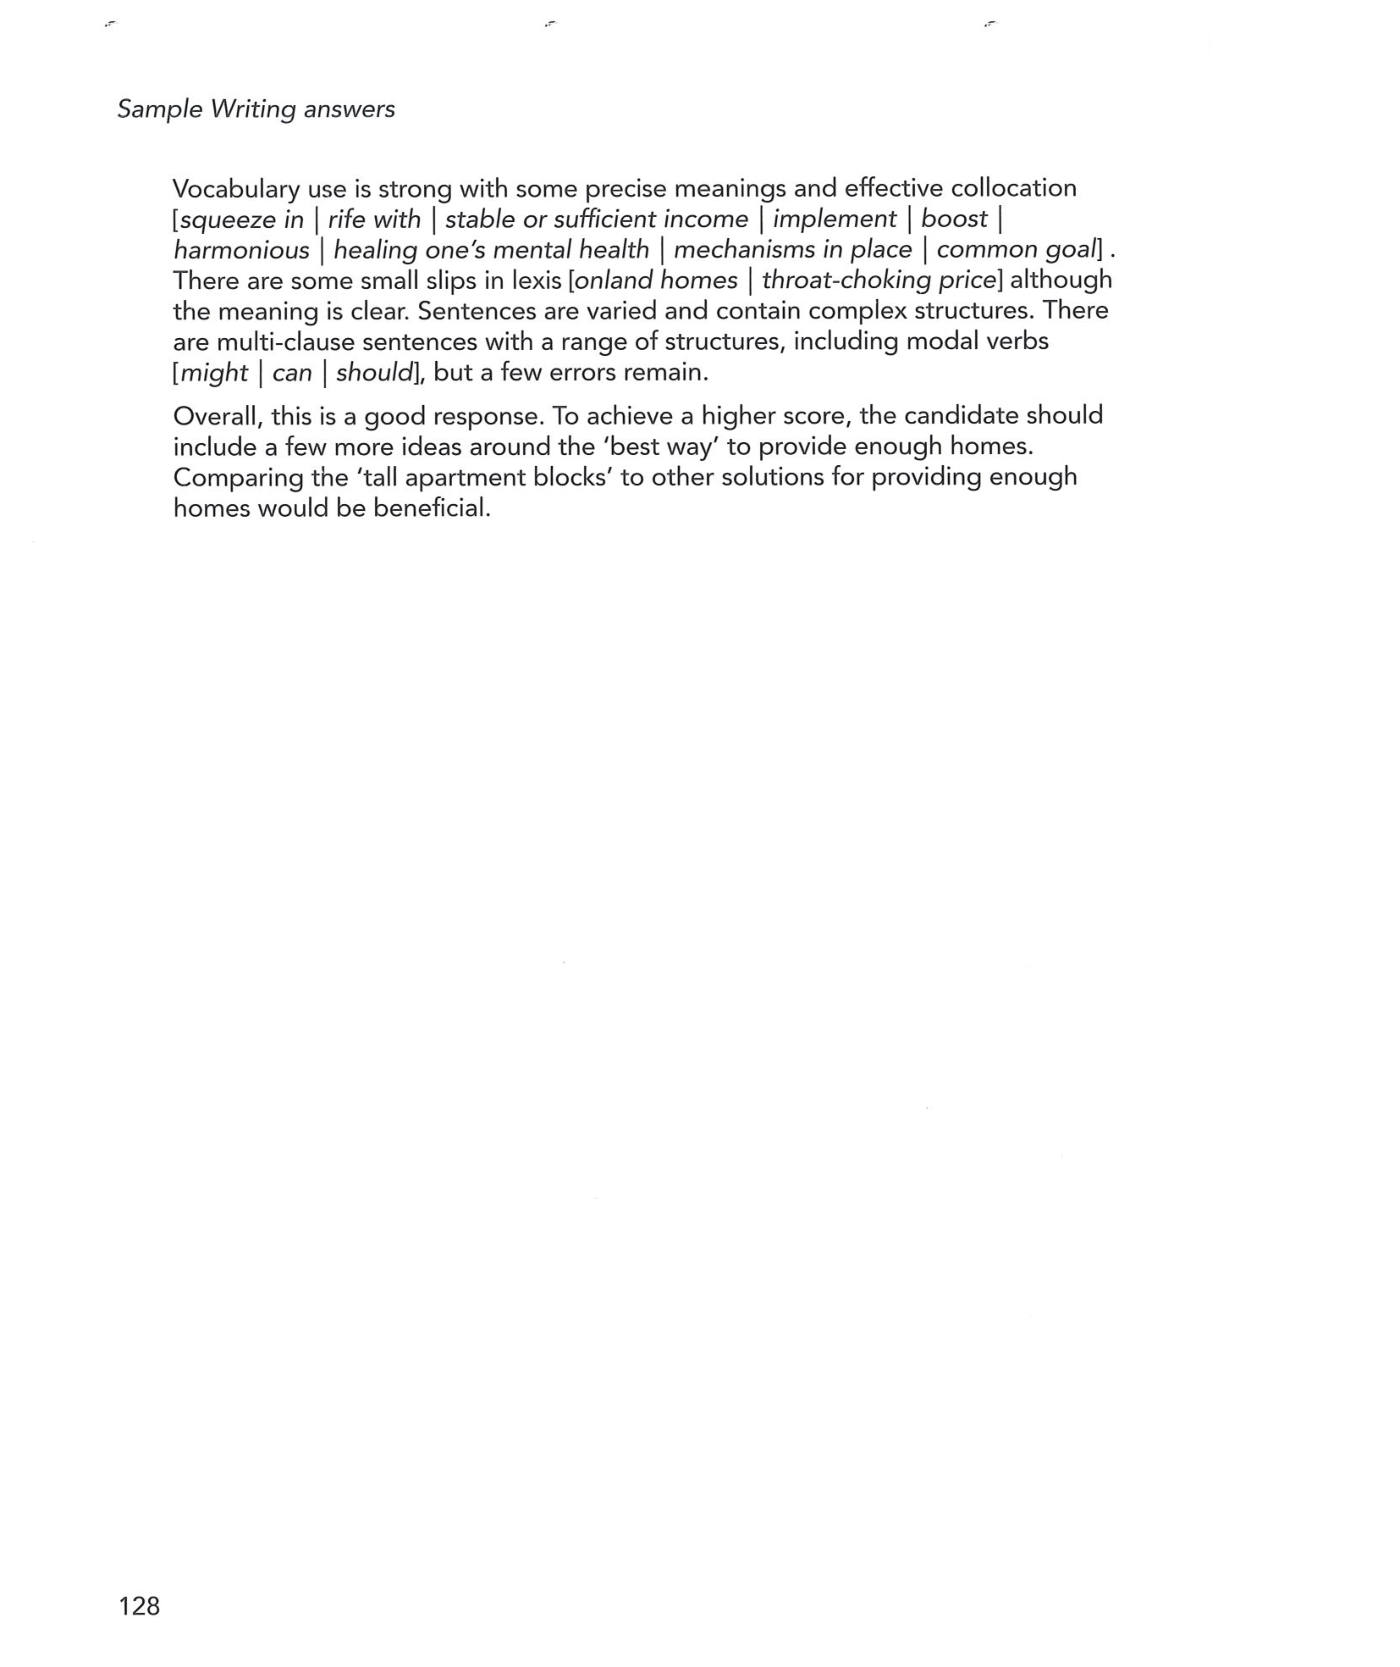 Sample Writing answers
Vocabulary use is strong with some precise meanings and effective collocation
[squeeze in | rife with | stable or sufficient income | implement | boost |
harmonious | healing one's mental health | mechanisms in place | common goal] .
There are some small slips in lexis [onland homes | throat-choking price] although
the meaning is clear. Sentences are varied and contain complex structures. There
are multi-clause sentences with a range of structures, including modal verbs
[might | can | should], but a few errors remain.
Overall, this is a good response. To achieve a higher score, the candidate should
include a few more ideas around the ‘best way’ to provide enough homes.
Comparing the ‘tall apartment blocks’ to other solutions for providing enough
homes would be beneficial.
128